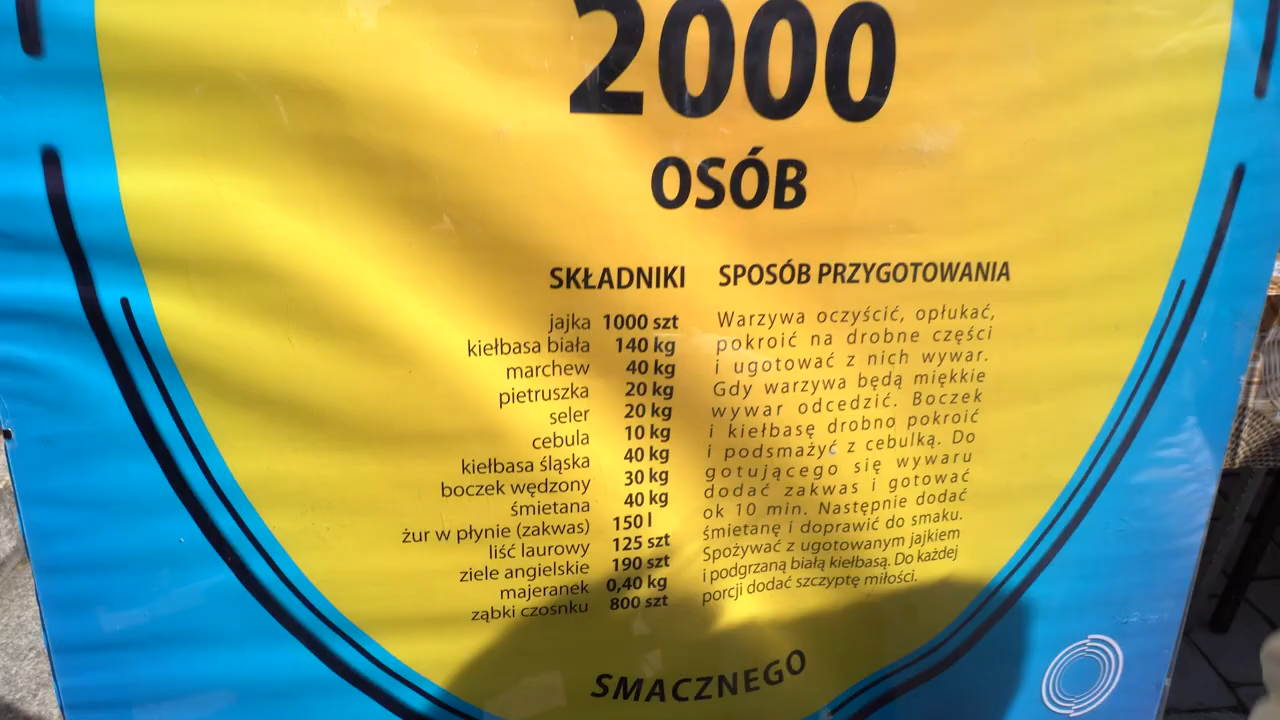 2000
OSÓB
SKŁADNIKI
jajka 1000 szt
kiełbasa biała 140 kg
marchew 40 kg
pietruszka 20 kg
seler 20 kg
cebula 10 kg
kiełbasa śląska 40 kg
boczek wędzony 30 kg
śmietana 40 kg
żur w płynie (zakwas) 150 l
liść laurowy 125 szt
ziele angielskie 190 szt
majeranek 0,40 kg
ząbki czosnku 800 szt
SPOSÓB PRZYGOTOWANIA
Warzywa oczyścić, opłukać,
pokroić na drobne części
i ugotować z nich wywar.
Gdy warzywa będą miękkie
wywar odcedzić. Boczek
i kiełbasę drobno pokroić
i podsmażyć z cebulką. Do
gotującego się wywaru
dodać zakwas i gotować
ok 10 min. Następnie dodać
śmietanę i doprawić do smaku.
Spożywać z ugotowanym jajkiem
i podgrzaną białą kiełbasą. Do każdej
porcji dodać szczyptę miłości.
SMACZNEGO